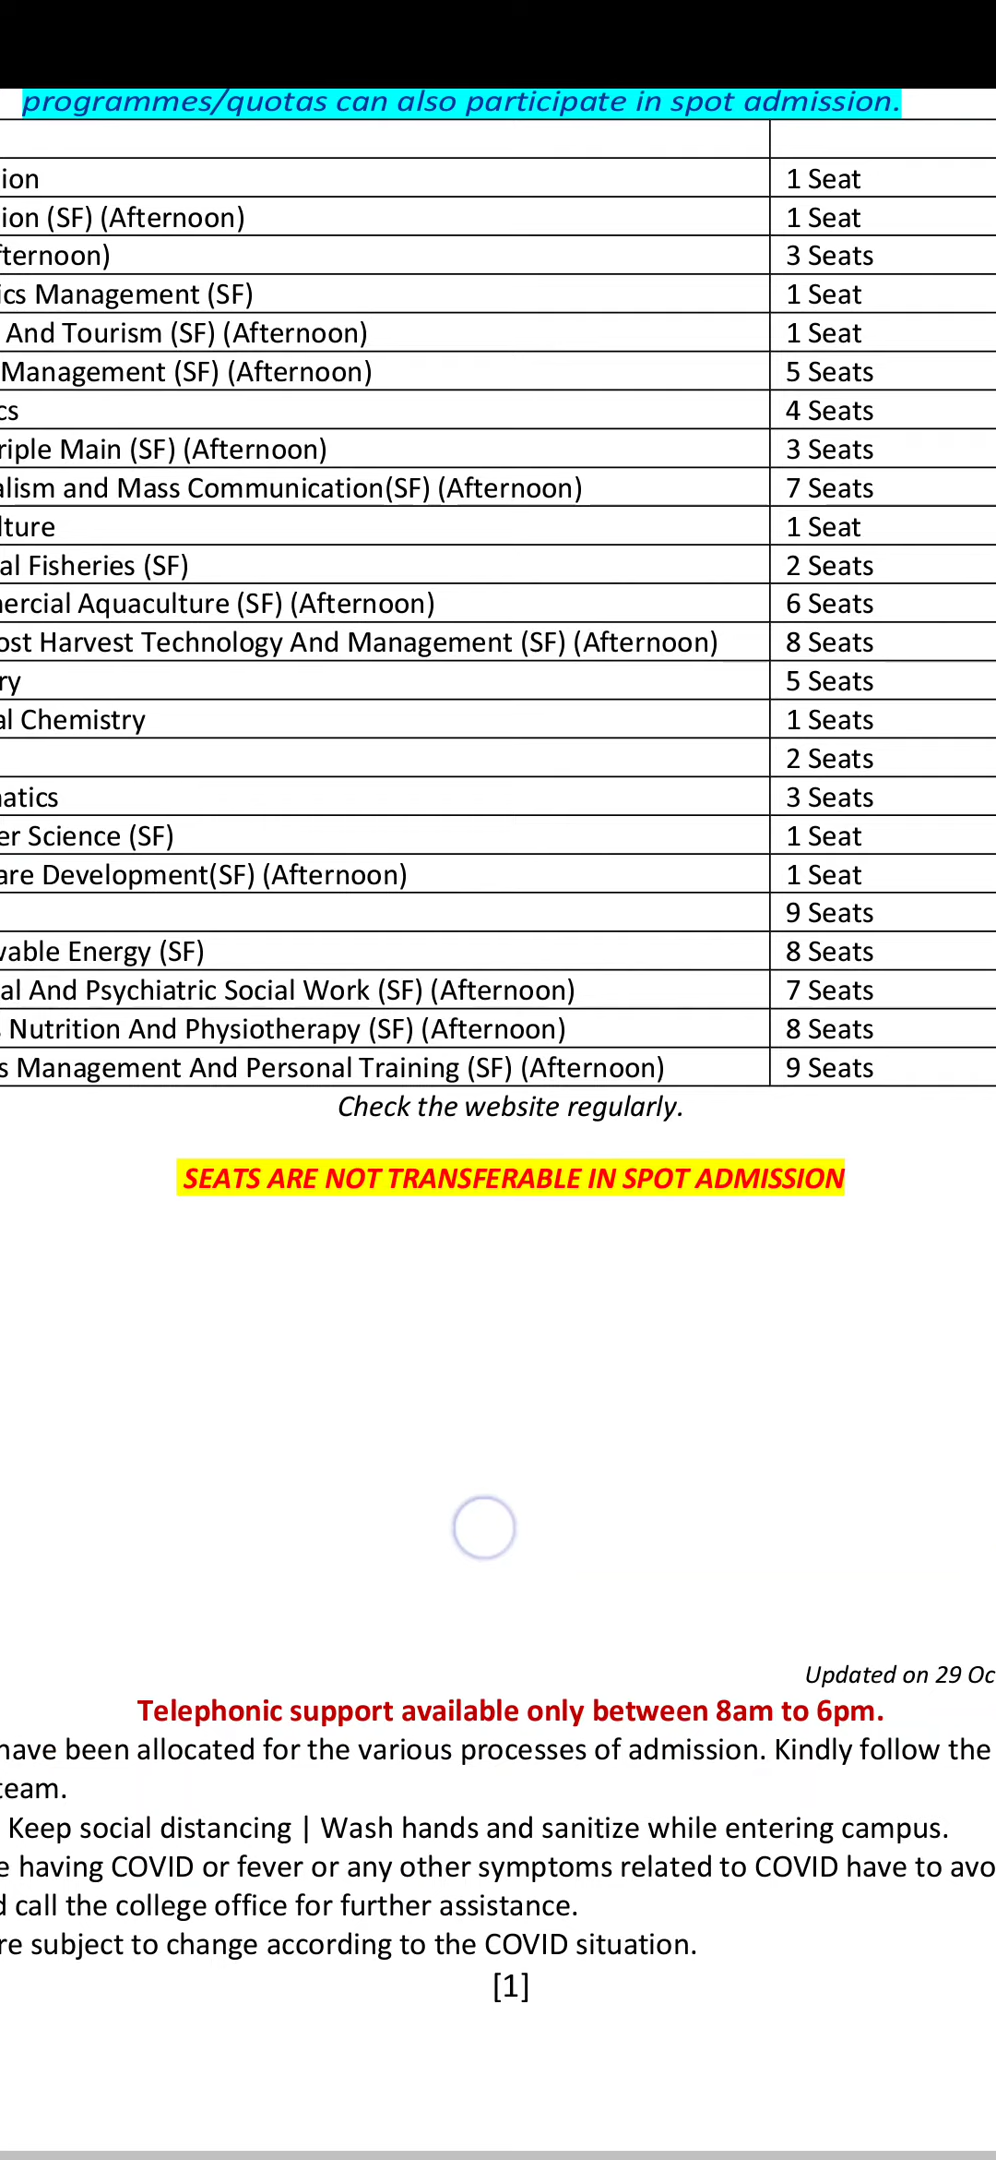 programmes/quotas can also participate in spot admission.
ion 1 Seat
ion (SF) (Afternoon) 1 Seat
fternoon) 3 Seats
ics Management (SF) 1 Seat
And Tourism (SF) (Afternoon) 1 Seat
Management (SF) (Afternoon) 5 Seats
cs 4 Seats
riple Main (SF) (Afternoon) 3 Seats
alism and Mass Communication(SF) (Afternoon) 7 Seats
lture 1 Seat
al Fisheries (SF) 2 Seats
ercial Aquaculture (SF) (Afternoon) 6 Seats
ost Harvest Technology And Management (SF) (Afternoon) 8 Seats
ry 5 Seats
al Chemistry 1 Seats
2 Seats
atics 3 Seats
er Science (SF) 1 Seat
are Development(SF) (Afternoon) 1 Seat
9 Seats
vable Energy (SF) 8 Seats
al And Psychiatric Social Work (SF) (Afternoon) 7 Seats
Nutrition And Physiotherapy (SF) (Afternoon) 8 Seats
s Management And Personal Training (SF) (Afternoon) 9 Seats
Check the website regularly.
SEATS ARE NOT TRANSFERABLE IN SPOT ADMISSION
Updated on 29 Oc
Telephonic support available only between 8am to 6pm.
have been allocated for the various processes of admission. Kindly follow the
team.
Keep social distancing | Wash hands and sanitize while entering campus.
e having COVID or fever or any other symptoms related to COVID have to avo
d call the college office for further assistance.
re subject to change according to the COVID situation.
[1]